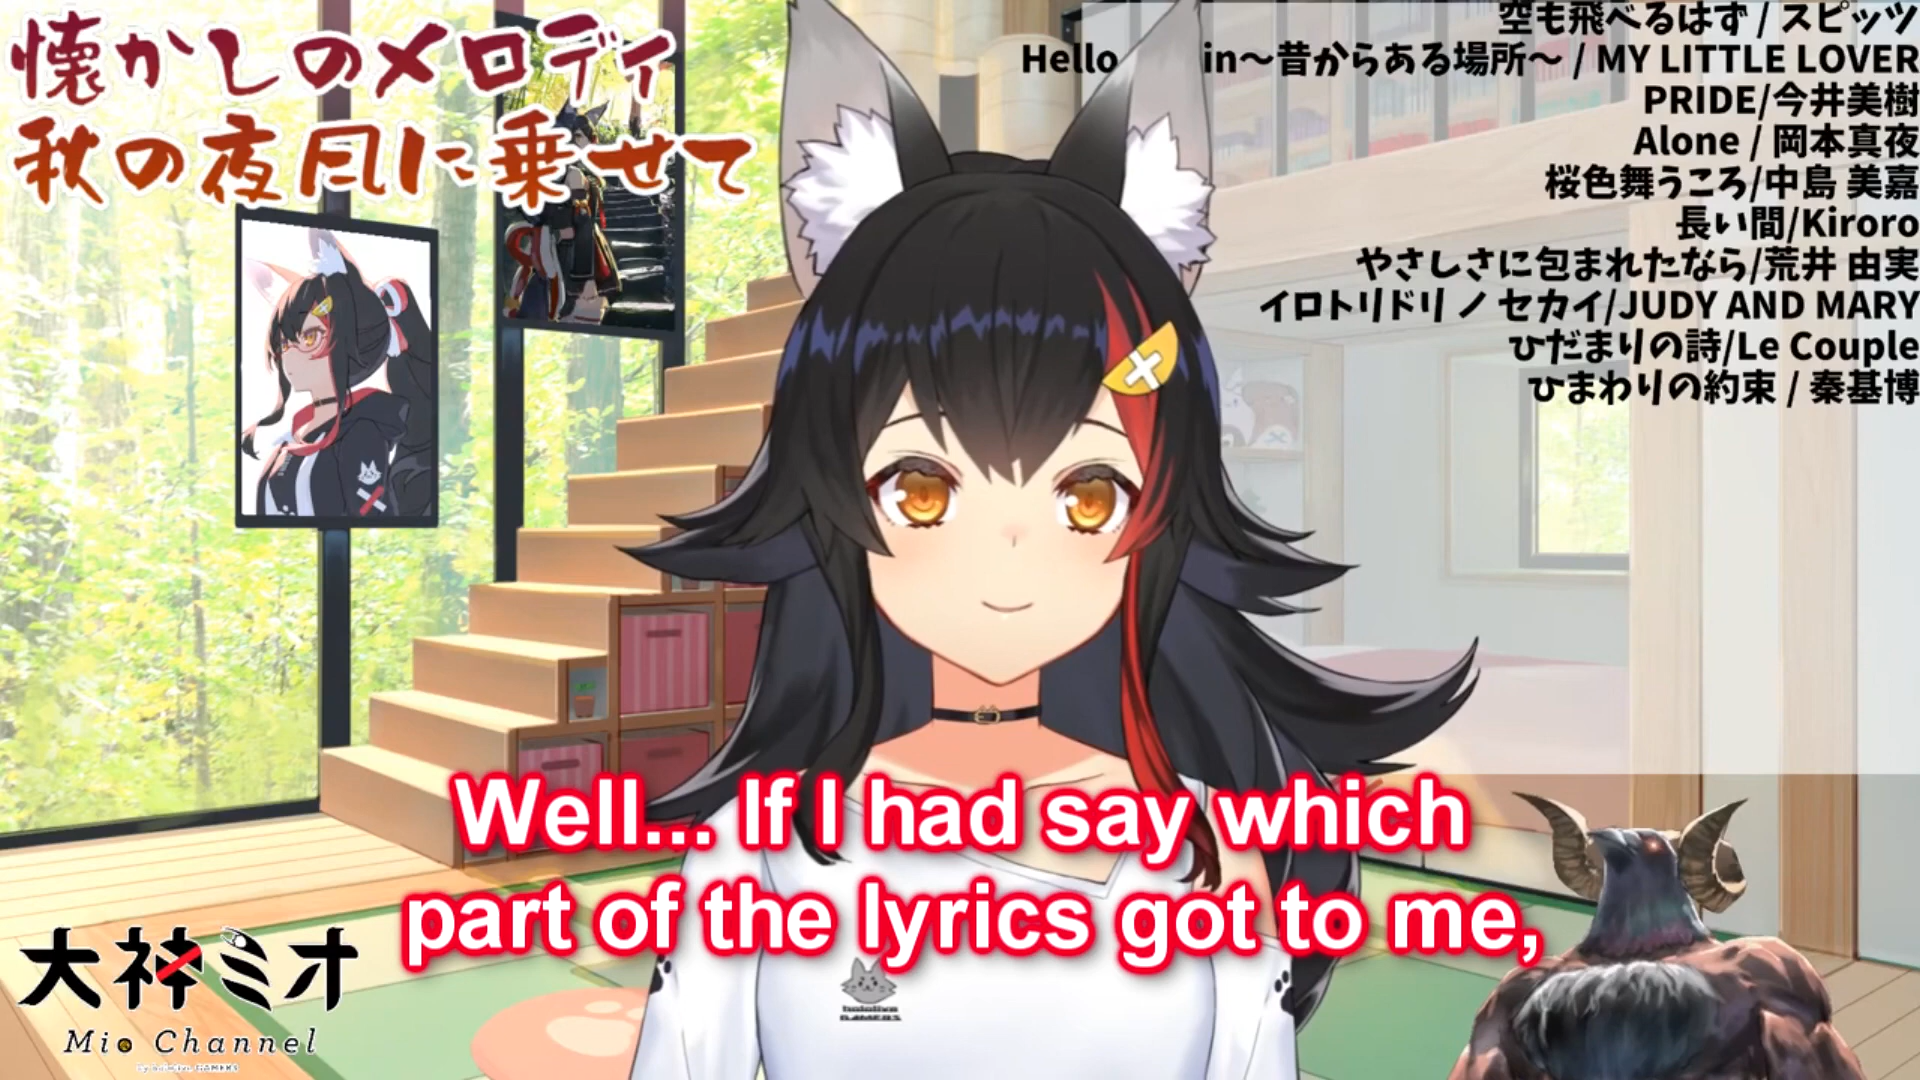 懐かしのメロディ
秋の夜風に乗せて
空も飛べるはず / スピッツ
Hello in～昔からある場所～ / MY LITTLE LOVER
PRIDE/今井美樹
Alone / 岡本真夜
桜色舞うころ/中島 美嘉
長い間/Kiroro
やさしさに包まれたなら/荒井 由実
イロトリドリ ノ セカイ/JUDY AND MARY
ひだまりの詩/Le Couple
ひまわりの約束 / 秦基博
Well... If I had say which
part of the lyrics got to me,
hololive
GAMERS
大神ミオ
Mio Channel
by hololive GAMERS